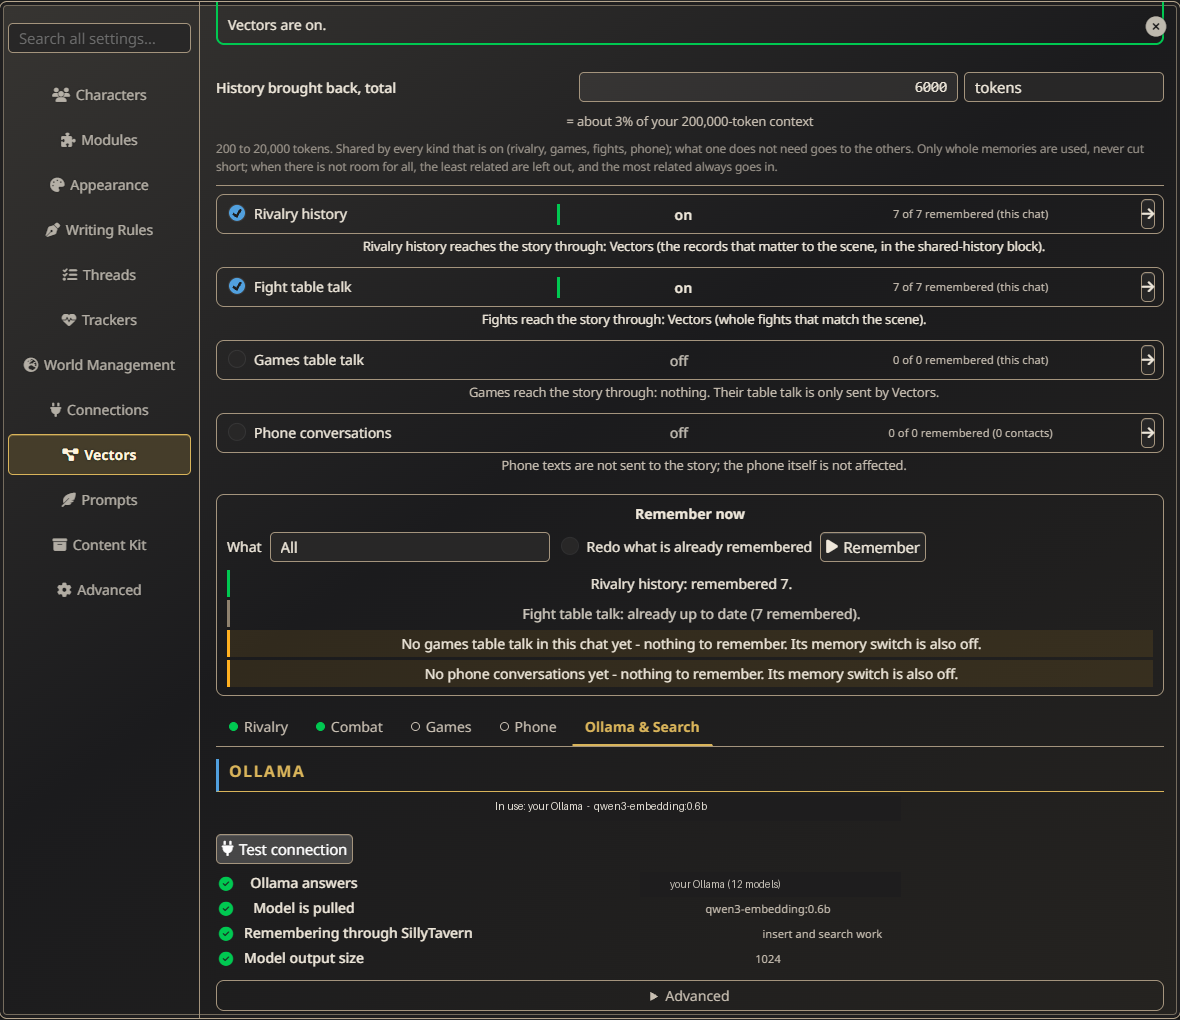 Search all settings...
Characters
Modules
Appearance
Writing Rules
Threads
Trackers
World Management
Connections
Vectors
Prompts
Content Kit
Advanced
Vectors are on.
History brought back, total
6000
tokens
= about 3% of your 200,000-token context
200 to 20,000 tokens. Shared by every kind that is on (rivalry, games, fights, phone); what one does not need goes to the others. Only whole memories are used, never cut
short; when there is not room for all, the least related are left out, and the most related always goes in.
Rivalry history on 7 of 7 remembered (this chat)
Rivalry history reaches the story through: Vectors (the records that matter to the scene, in the shared-history block).
Fight table talk on 7 of 7 remembered (this chat)
Fights reach the story through: Vectors (whole fights that match the scene).
Games table talk off 0 of 0 remembered (this chat)
Games reach the story through: nothing. Their table talk is only sent by Vectors.
Phone conversations off 0 of 0 remembered (0 contacts)
Phone texts are not sent to the story; the phone itself is not affected.
Remember now
What All Redo what is already remembered Remember
Rivalry history: remembered 7.
Fight table talk: already up to date (7 remembered).
No games table talk in this chat yet - nothing to remember. Its memory switch is also off.
No phone conversations yet - nothing to remember. Its memory switch is also off.
Rivalry Combat Games Phone Ollama & Search
OLLAMA
In use: your Ollama - qwen3-embedding:0.6b
Test connection
Ollama answers your Ollama (12 models)
Model is pulled qwen3-embedding:0.6b
Remembering through SillyTavern insert and search work
Model output size 1024
Advanced